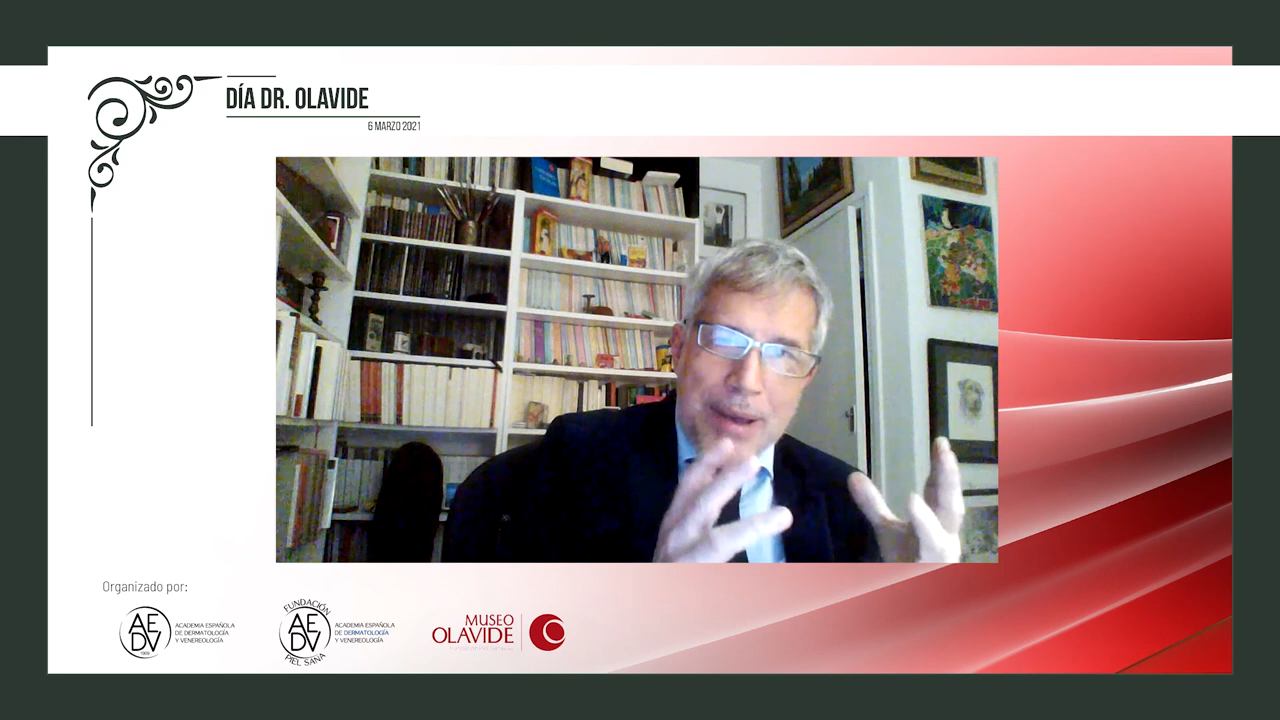 DÍA DR. OLAVIDE
6 MARZO 2021
Organizado por:
AEDV
1909
ACADEMIA ESPAÑOLA
DE DERMATOLOGÍA
Y VENEREOLOGÍA
FUNDACIÓN
AEDV
PIEL SANA
ACADEMIA ESPAÑOLA
DE DERMATOLOGÍA
Y VENEREOLOGÍA
MUSEO
OLAVIDE